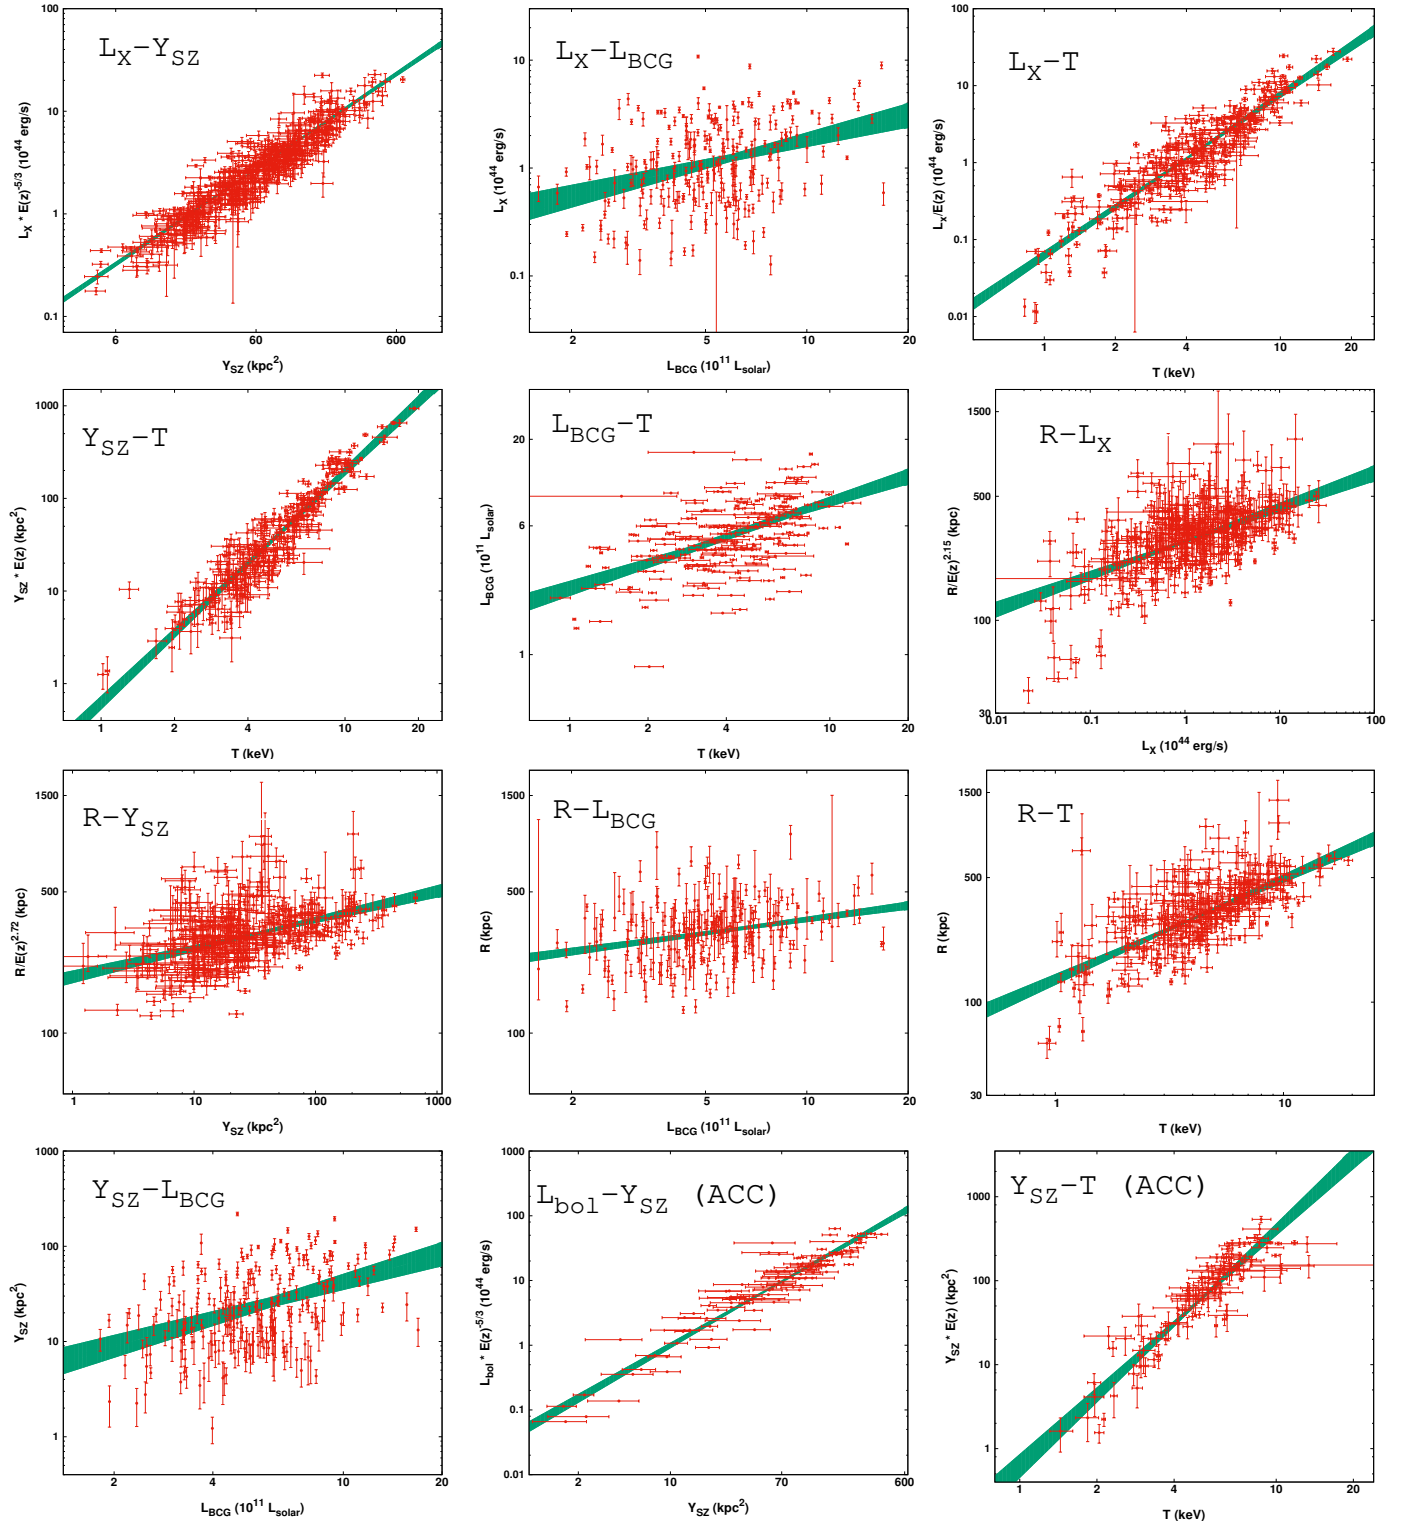 L_X-Y_SZ
100
10
1
0.1
L_X * E(z)^-5/3 (10^44 erg/s)
6 60 600
Y_SZ (kpc^2)
L_X-L_BCG
10
1
0.1
L_X (10^44 erg/s)
2 5 10 20
L_BCG (10^11 L_solar)
L_X-T
100
10
1
0.1
0.01
L_X/E(z) (10^44 erg/s)
1 2 4 10 20
T (keV)
Y_SZ-T
1000
100
10
1
Y_SZ * E(z) (kpc^2)
1 2 4 10 20
T (keV)
L_BCG-T
20
6
1
L_BCG (10^11 L_solar)
1 2 4 10 20
T (keV)
R-L_X
1500
500
100
30
R/E(z)^2.15 (kpc)
0.01 0.1 1 10 100
L_X (10^44 erg/s)
R-Y_SZ
1500
500
100
R/E(z)^2.72 (kpc)
1 10 100 1000
Y_SZ (kpc^2)
R-L_BCG
1500
500
100
R (kpc)
2 5 10 20
L_BCG (10^11 L_solar)
R-T
1500
500
100
30
R (kpc)
1 10
T (keV)
Y_SZ-L_BCG
1000
100
10
1
Y_SZ (kpc^2)
2 4 10 20
L_BCG (10^11 L_solar)
L_bol-Y_SZ (ACC)
1000
100
10
1
0.1
0.01
L_bol * E(z)^-5/3 (10^44 erg/s)
2 10 70 600
Y_SZ (kpc^2)
Y_SZ-T (ACC)
1000
100
10
1
Y_SZ * E(z) (kpc^2)
1 2 4 10 20
T (keV)